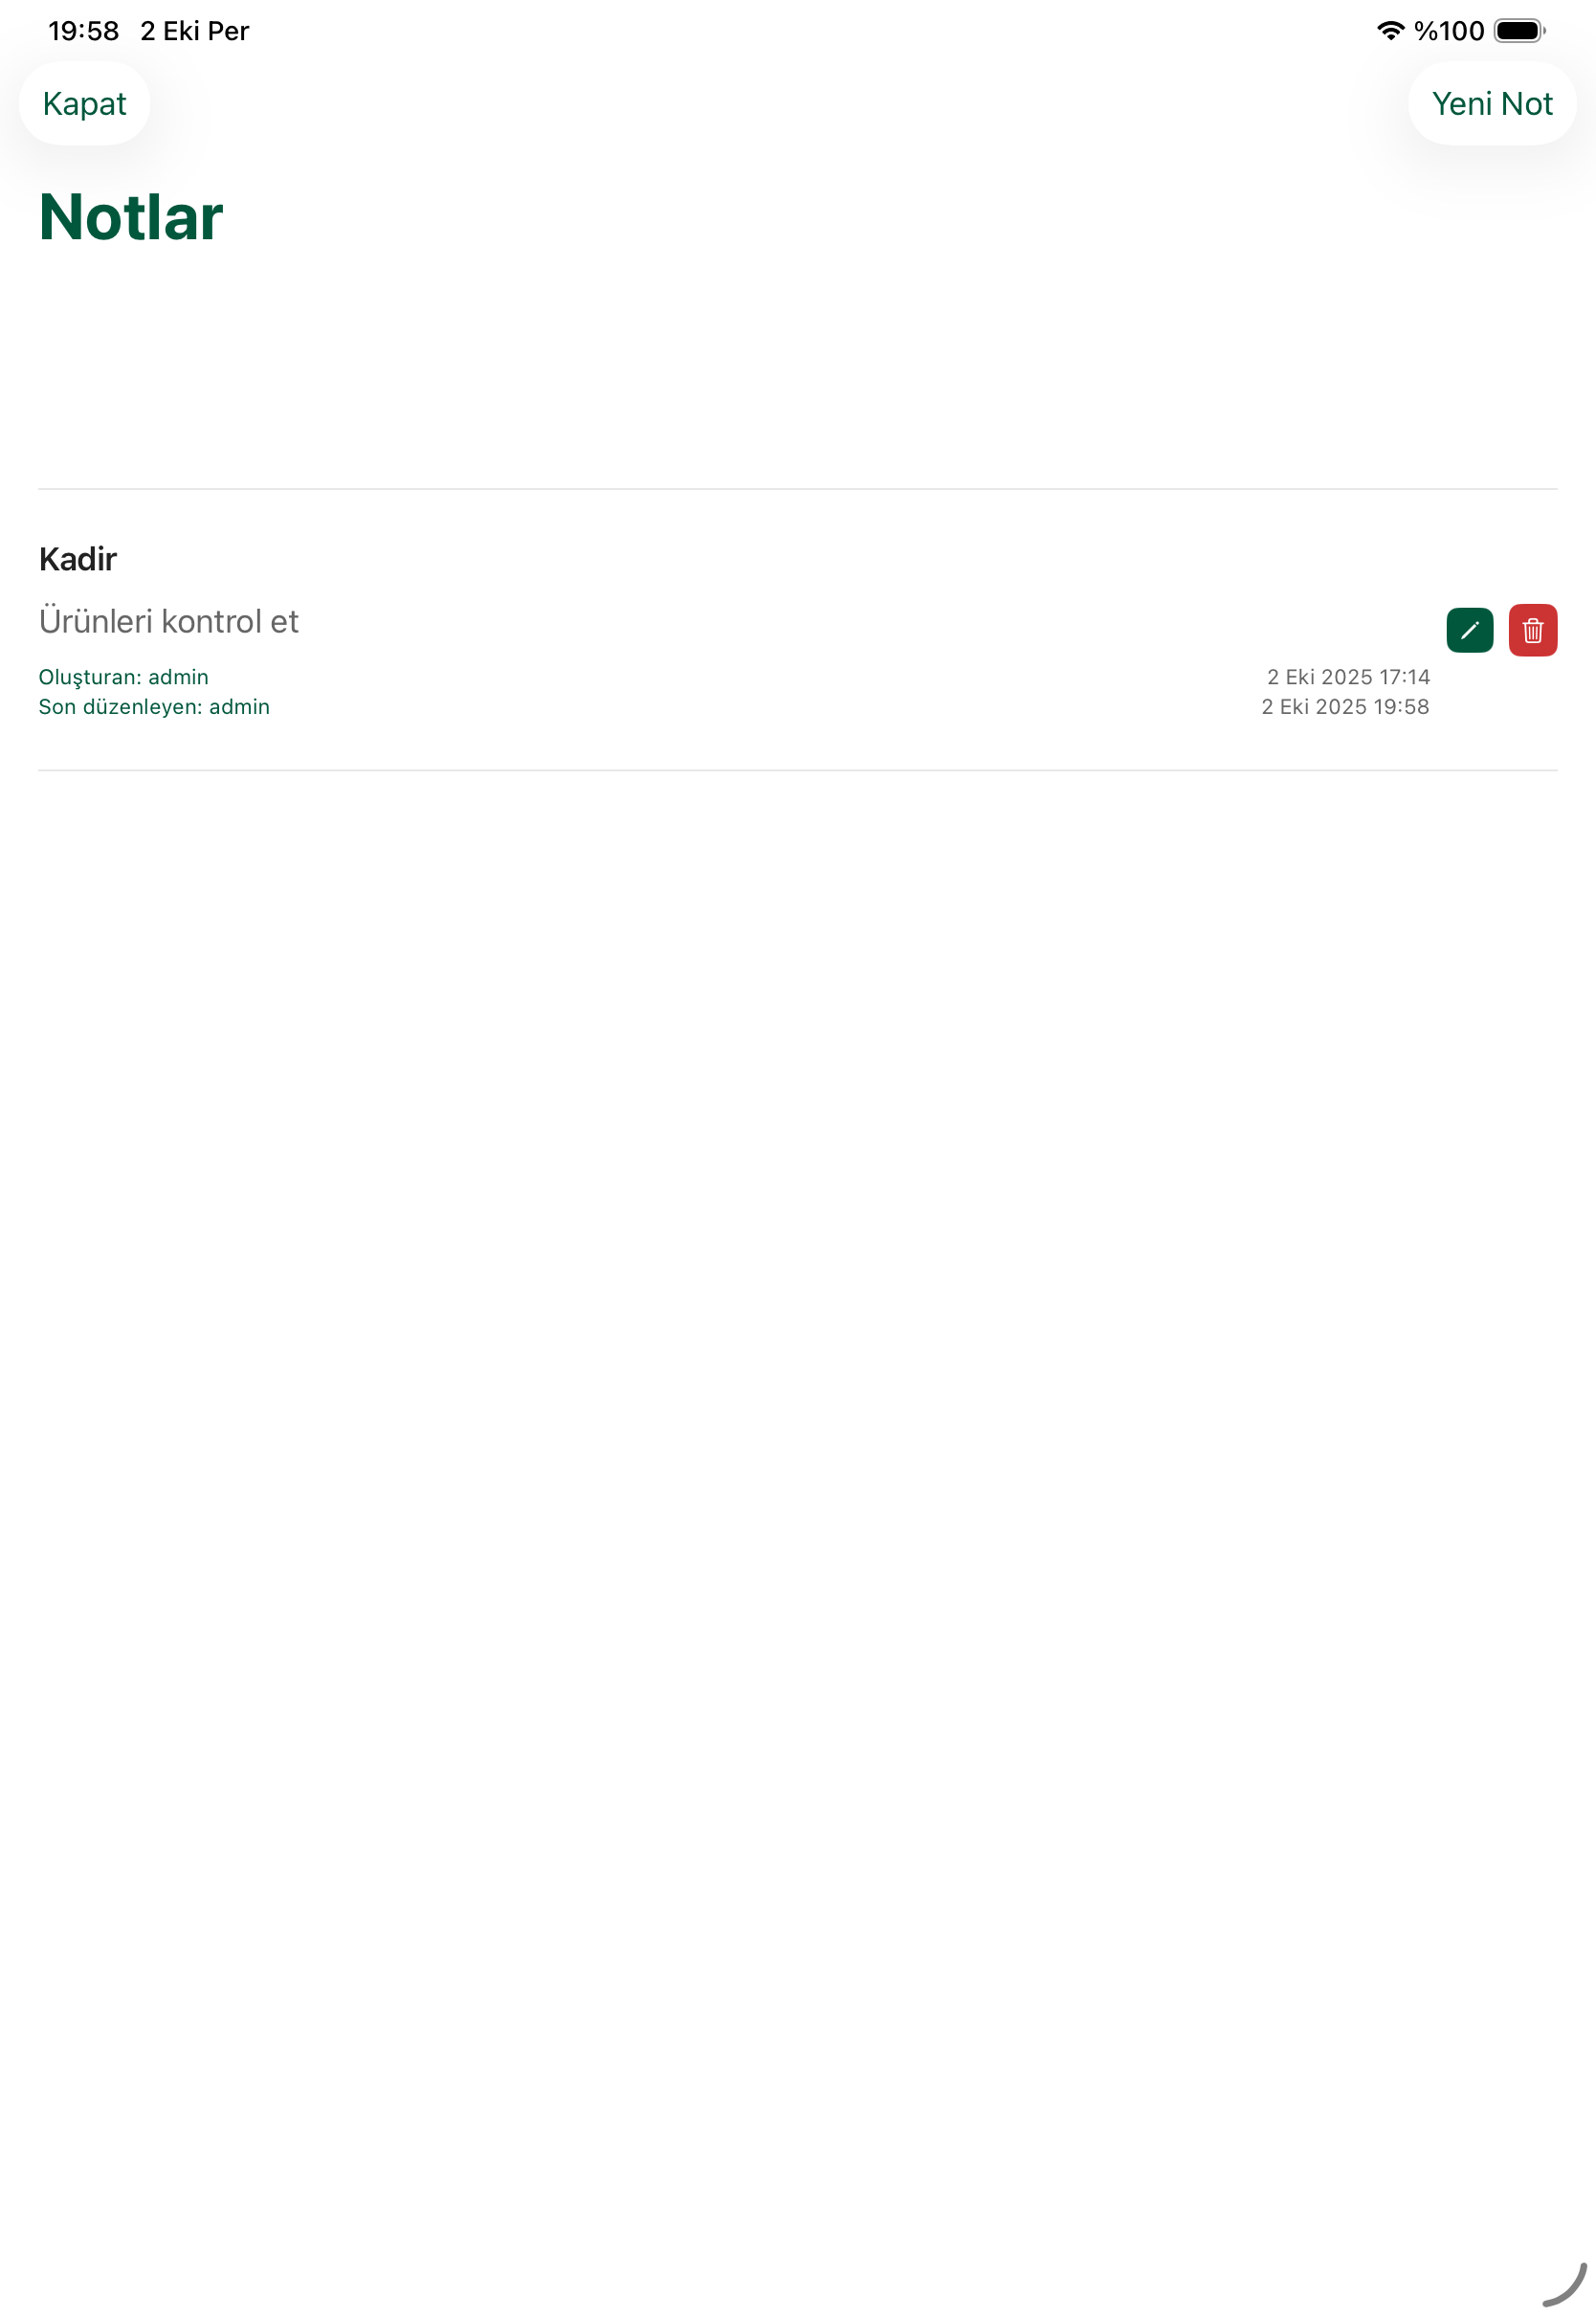 19:58 2 Eki Per %100
Kapat Yeni Not
Notlar
Kadir
Ürünleri kontrol et
Oluşturan: admin 2 Eki 2025 17:14
Son düzenleyen: admin 2 Eki 2025 19:58